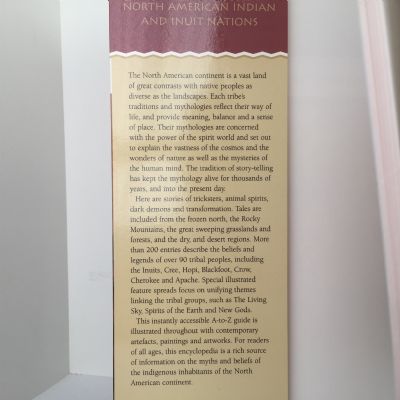 NORTH AMERICAN INDIAN
AND INUIT NATIONS
The North American continent is a vast land
of great contrasts with native peoples as
diverse as the landscapes. Each tribe's
traditions and mythologies reflect their way of
life, and provide meaning, balance and a sense
of place. Their mythologies are concerned
with the power of the spirit world and set out
to explain the vastness of the cosmos and the
wonders of nature as well as the mysteries of
the human mind. The tradition of story-telling
has kept the mythology alive for thousands of
years, and into the present day.
Here are stories of tricksters, animal spirits,
dark demons and transformation. Tales are
included from the frozen north, the Rocky
Mountains, the great sweeping grasslands and
forests, and the dry, and desert regions. More
than 200 entries describe the beliefs and
legends of over 90 tribal peoples, including
the Inuits, Cree, Hopi, Blackfoot, Crow,
Cherokee and Apache. Special illustrated
feature spreads focus on unifying themes
linking the tribal groups, such as The Living
Sky, Spirits of the Earth and New Gods.
This instantly accessible A-to-Z guide is
illustrated throughout with contemporary
artefacts, paintings and artworks. For readers
of all ages, this encyclopedia is a rich source
of information on the myths and beliefs of
the indigenous inhabitants of the North
American continent.